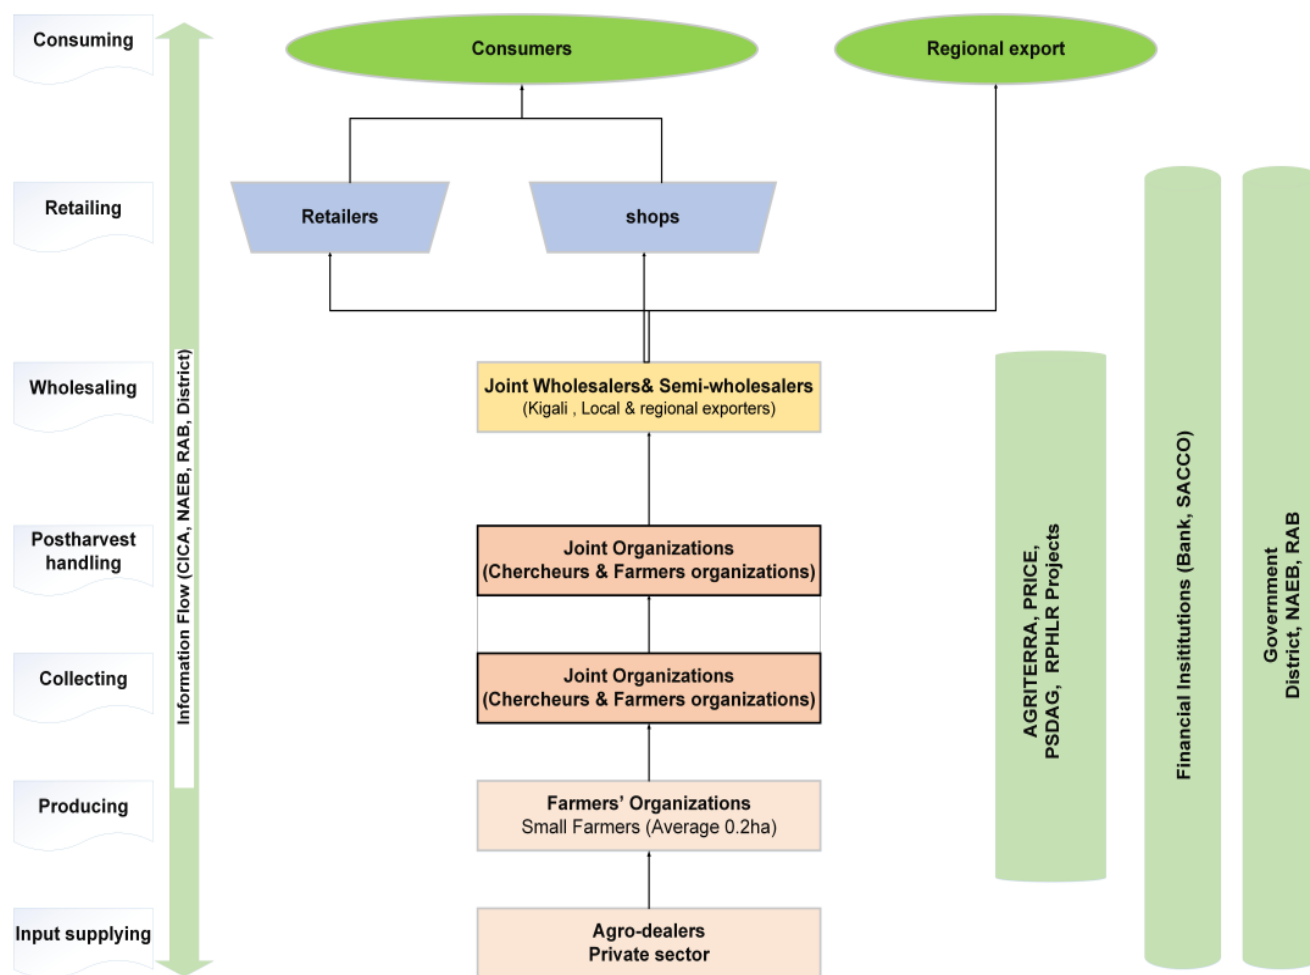 Consuming
Consumers
Regional export
Retailing
Retailers
shops
Wholesaling
Joint Wholesalers& Semi-wholesalers
(Kigali , Local & regional exporters)
Postharvest
handling
Joint Organizations
(Chercheurs & Farmers organizations)
Collecting
Joint Organizations
(Chercheurs & Farmers organizations)
Producing
Farmers’ Organizations
Small Farmers (Average 0.2ha)
Input supplying
Agro-dealers
Private sector
Information Flow (CICA, NAEB, RAB, District)
AGRITERRA, PRICE,
PSDAG, RPHLR Projects
Financial Insititutions (Bank, SACCO)
Government
District, NAEB, RAB